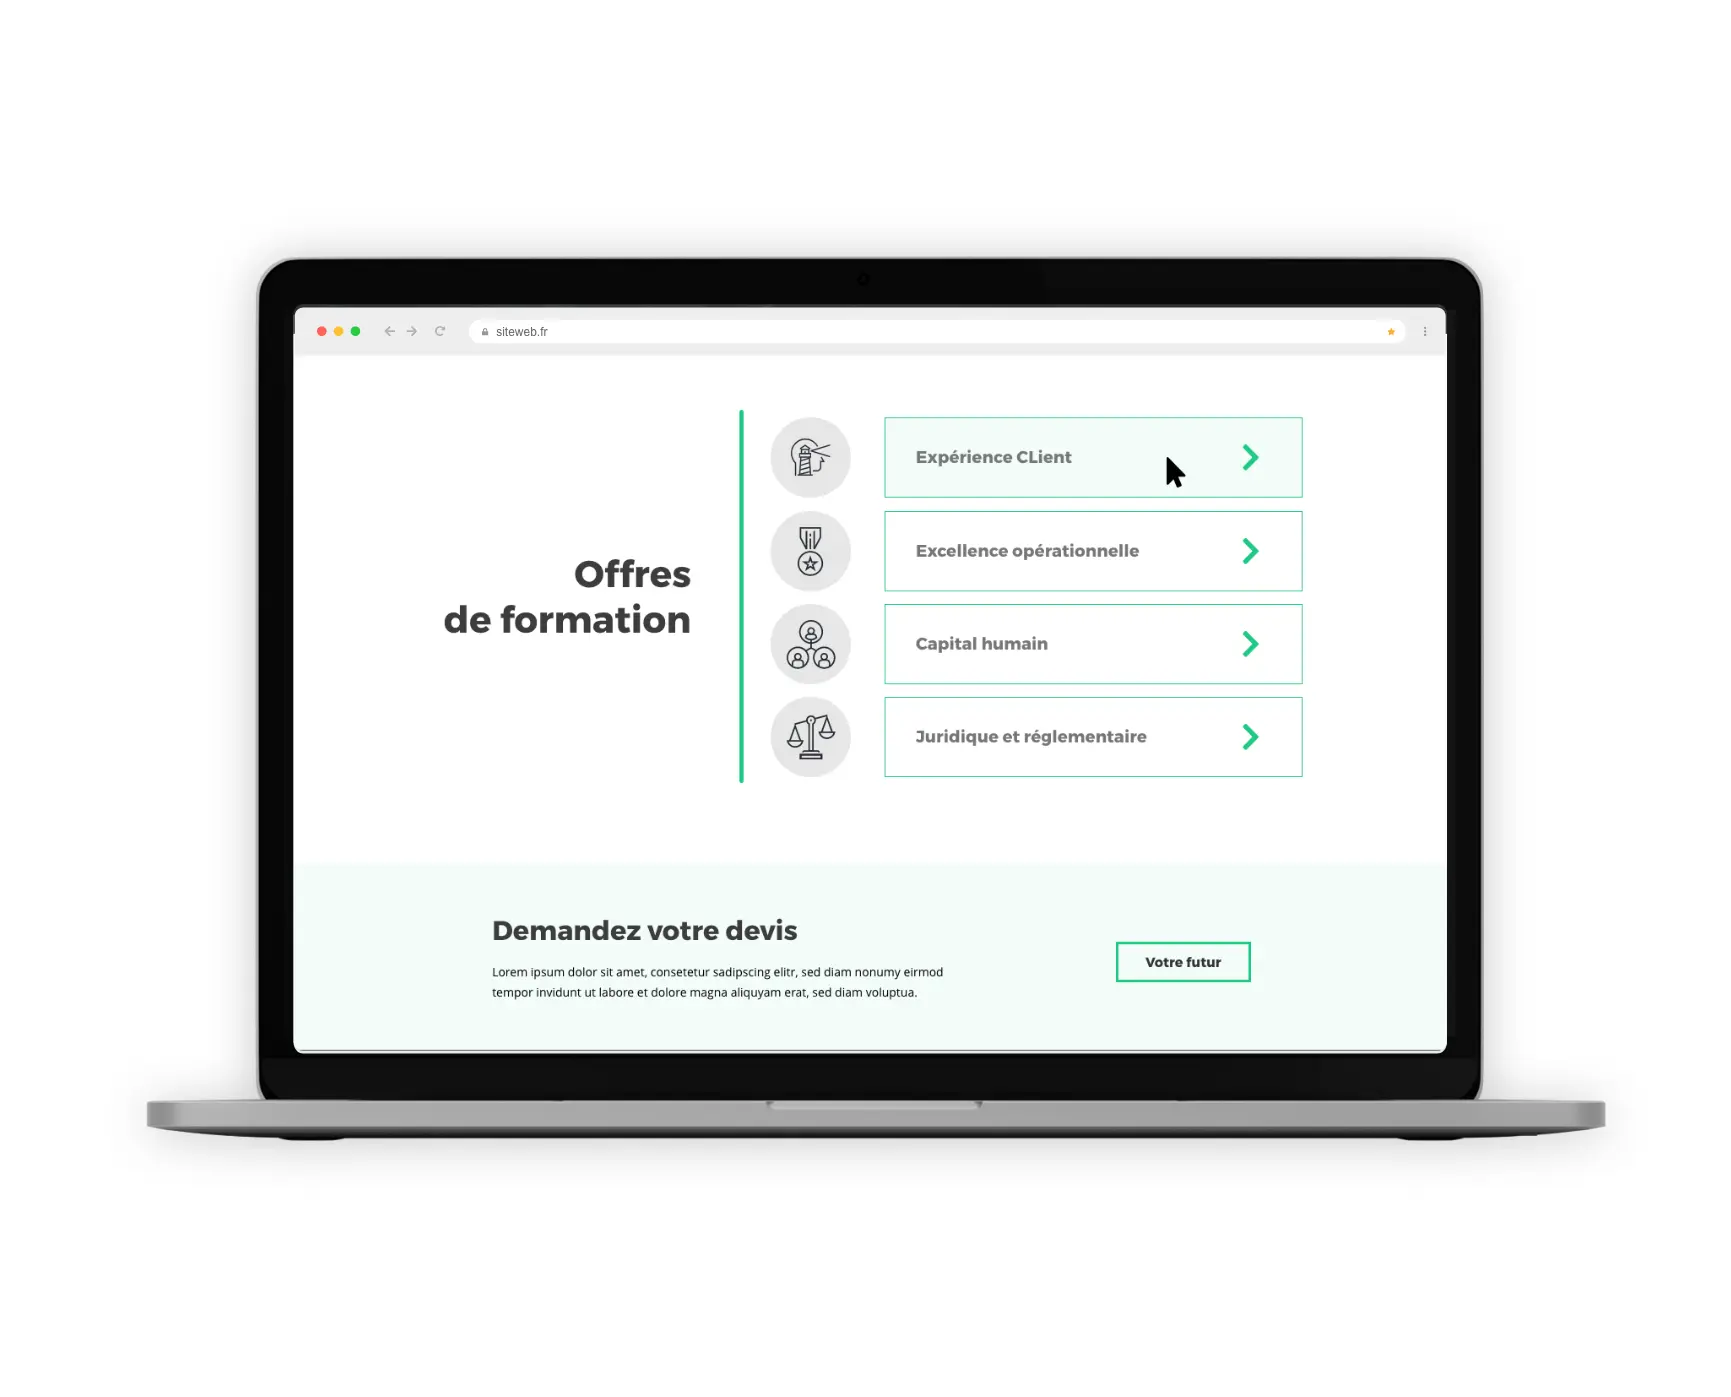 siteweb.fr
Offres
de formation
Expérience CLient
Excellence opérationnelle
Capital humain
Juridique et réglementaire
Demandez votre devis
Lorem ipsum dolor sit amet, consetetur sadipscing elitr, sed diam nonumy eirmod
tempor invidunt ut labore et dolore magna aliquyam erat, sed diam voluptua.
Votre futur